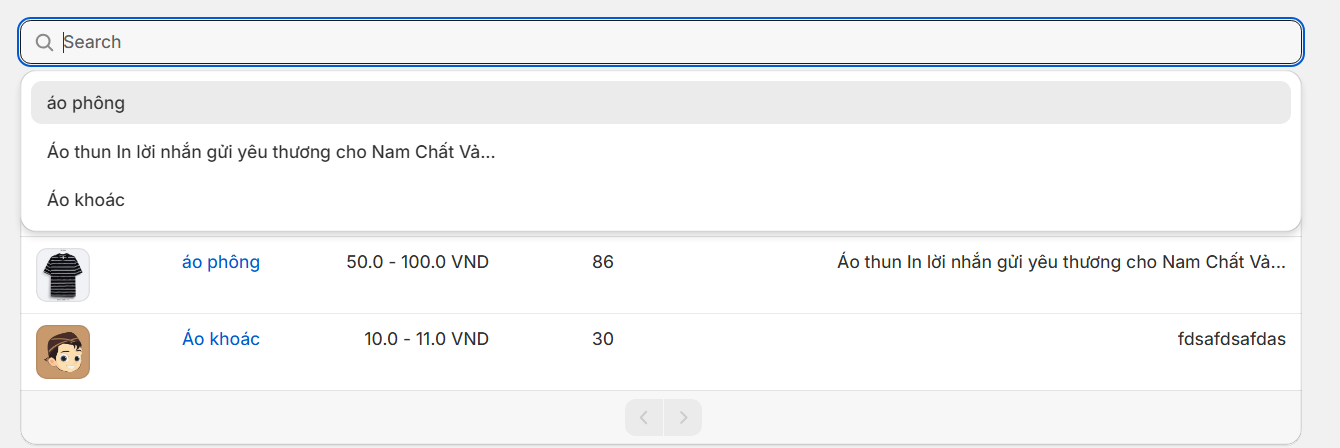 Search
áo phông
Áo thun In lời nhắn gửi yêu thương cho Nam Chất Vả...
Áo khoác
áo phông 50.0 - 100.0 VND 86 Áo thun In lời nhắn gửi yêu thương cho Nam Chất Vả...
Áo khoác 10.0 - 11.0 VND 30 fdsafdsafdas